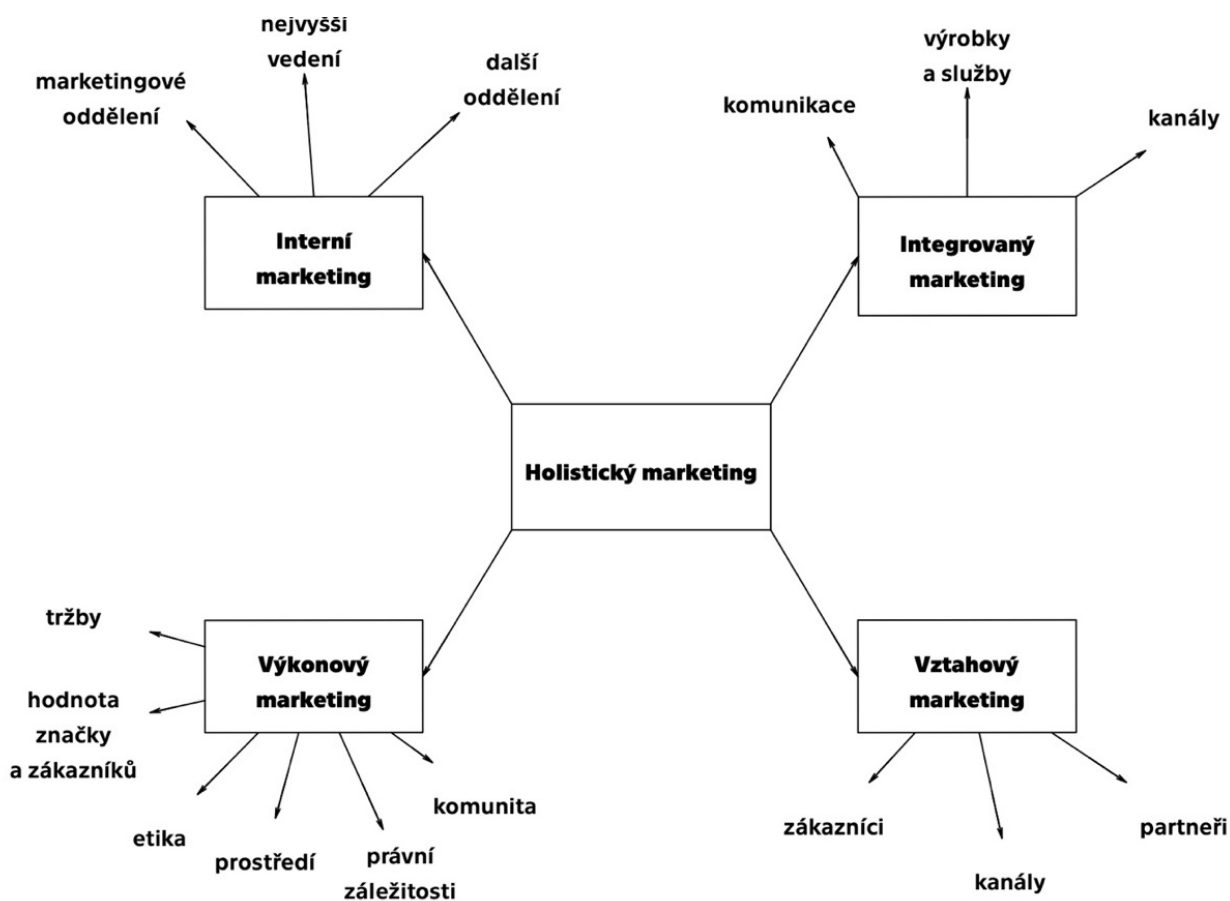 nejvyšší
vedení
marketingové
oddělení
další
oddělení
výrobky
a služby
komunikace
kanály
Interní
marketing
Integrovaný
marketing
Holistický marketing
tržby
hodnota
značky
a zákazníků
Výkonový
marketing
etika
prostředí
právní
záležitosti
komunita
Vztahový
marketing
zákazníci
kanály
partneři